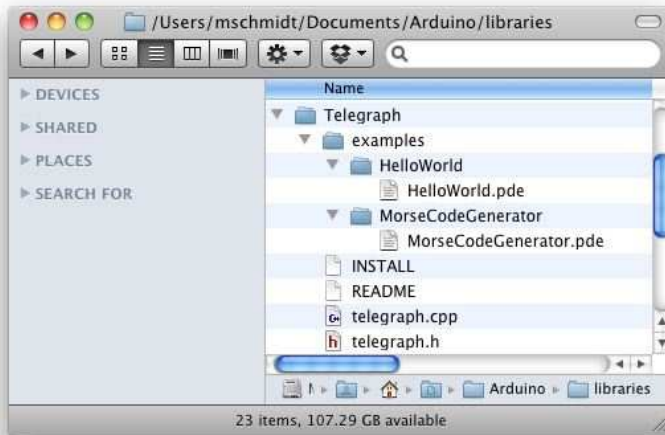 /Users/mschmidt/Documents/Arduino/libraries
Name
DEVICES
SHARED
PLACES
SEARCH FOR
Telegraph
examples
HelloWorld
HelloWorld.pde
MorseCodeGenerator
MorseCodeGenerator.pde
INSTALL
README
telegraph.cpp
telegraph.h
Arduino libraries
23 items, 107.29 GB available